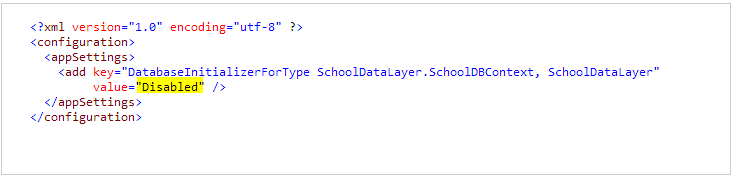 <?xml version="1.0" encoding="utf-8" ?>
<configuration>
<appSettings>
<add key="DatabaseInitializerForType SchoolDataLayer.SchoolDBContext, SchoolDataLayer"
value="Disabled" />
</appSettings>
</configuration>